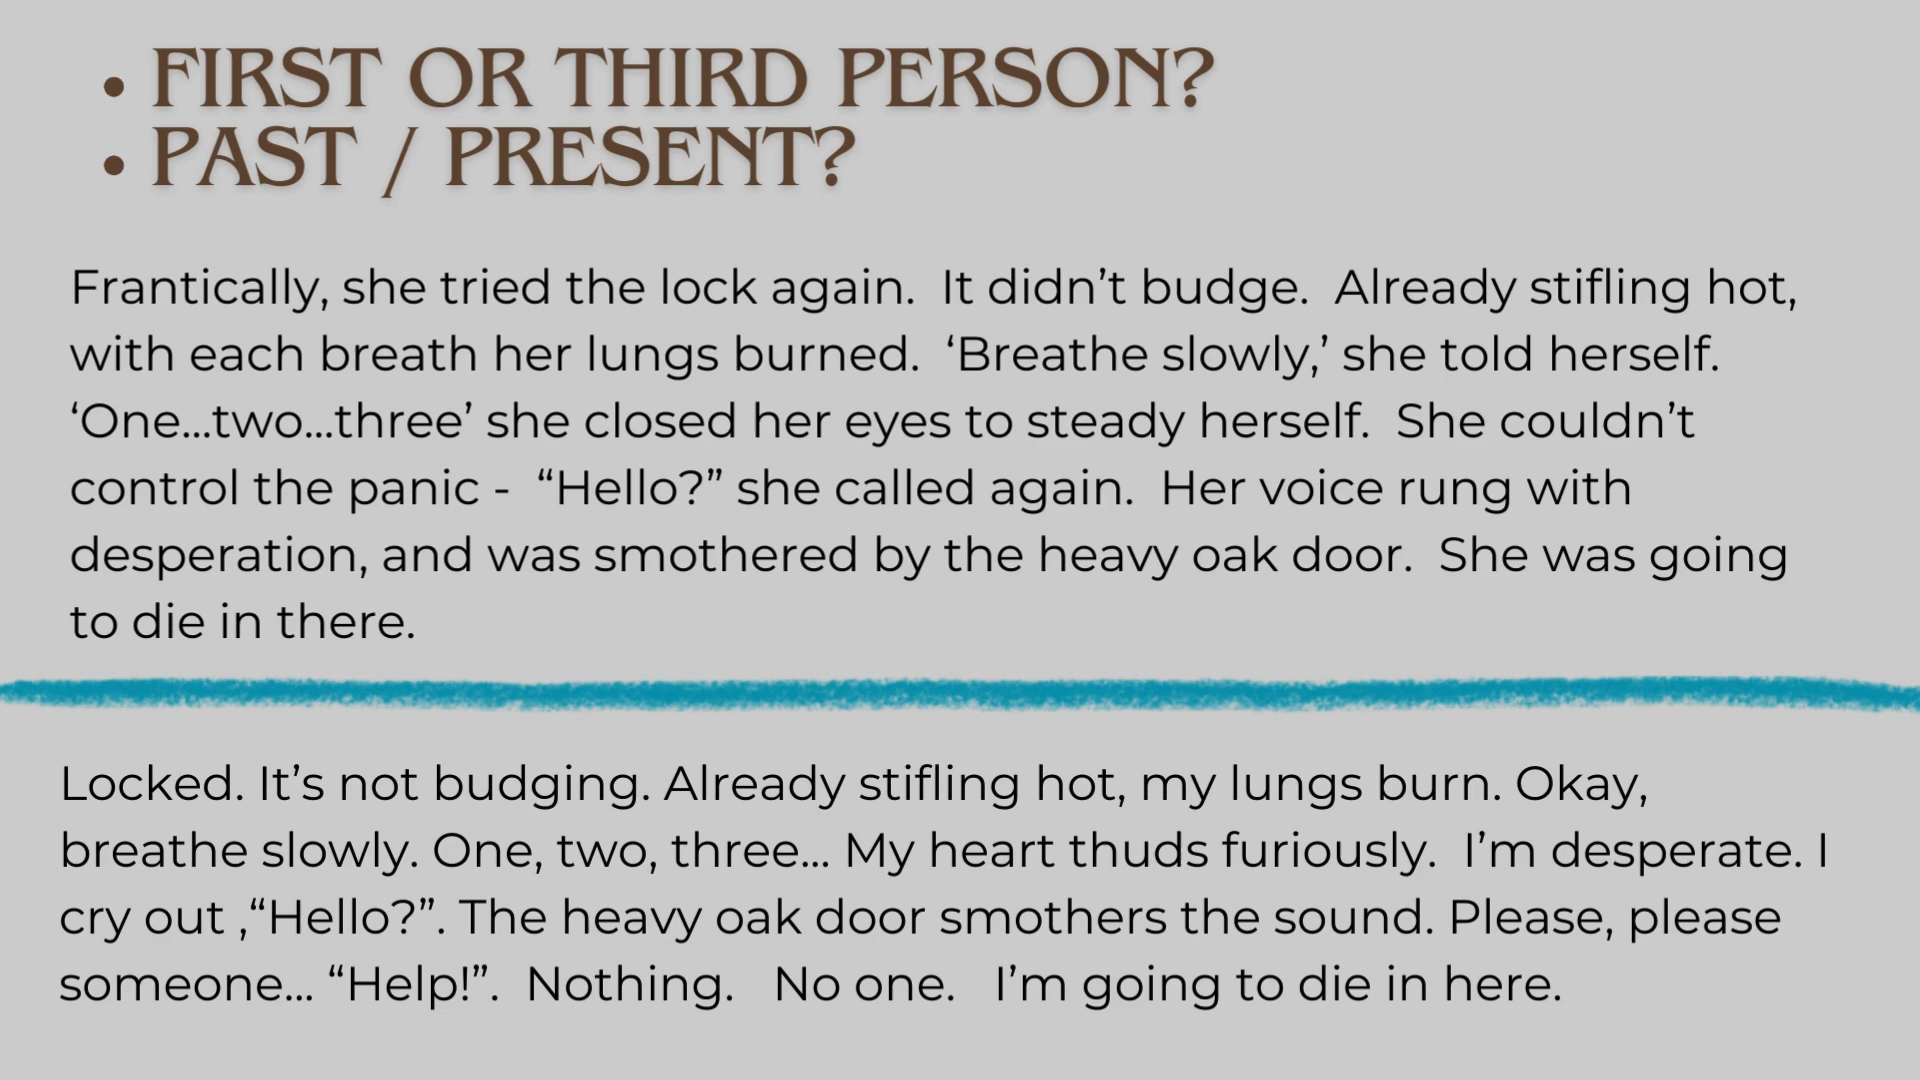 • FIRST OR THIRD PERSON?
• PAST / PRESENT?
Frantically, she tried the lock again.  It didn’t budge.  Already stifling hot,
with each breath her lungs burned.  ‘Breathe slowly,’ she told herself.
‘One...two...three’ she closed her eyes to steady herself.  She couldn’t
control the panic -  “Hello?” she called again.  Her voice rung with
desperation, and was smothered by the heavy oak door.  She was going
to die in there.
Locked. It’s not budging. Already stifling hot, my lungs burn. Okay,
breathe slowly. One, two, three... My heart thuds furiously.  I’m desperate. I
cry out ,“Hello?”. The heavy oak door smothers the sound. Please, please
someone... “Help!”.  Nothing.   No one.   I’m going to die in here.